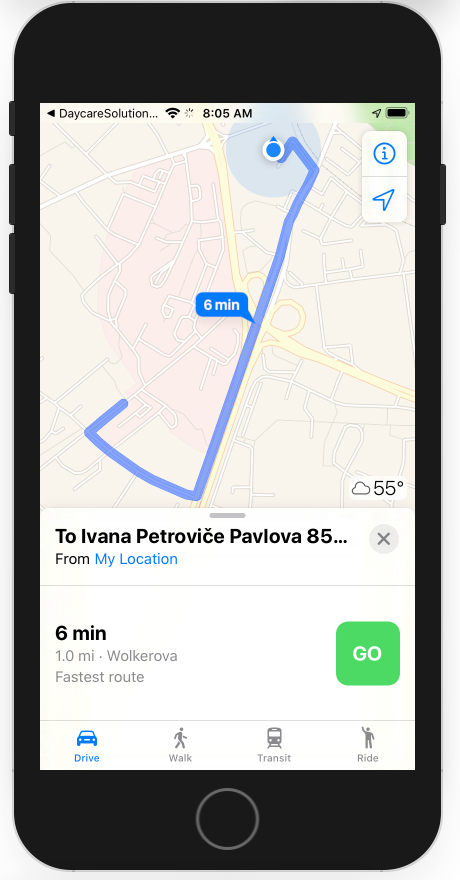 ◀ DaycareSolution... 8:05 AM
6 min
55°
To Ivana Petroviče Pavlova 85...
From My Location
6 min
1.0 mi · Wolkerova
Fastest route
GO
Drive Walk Transit Ride